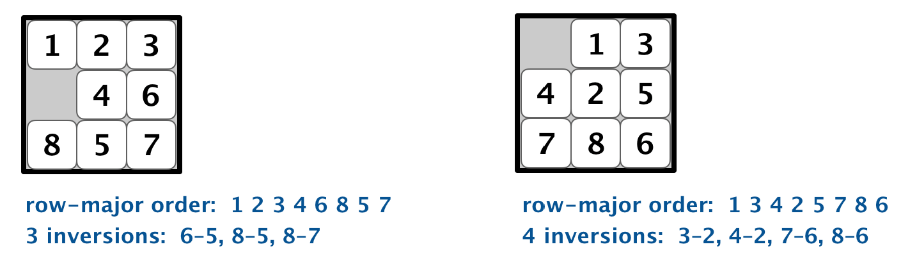 1 2 3
4 6
8 5 7
row-major order: 1 2 3 4 6 8 5 7
3 inversions: 6-5, 8-5, 8-7
1 3
4 2 5
7 8 6
row-major order: 1 3 4 2 5 7 8 6
4 inversions: 3-2, 4-2, 7-6, 8-6